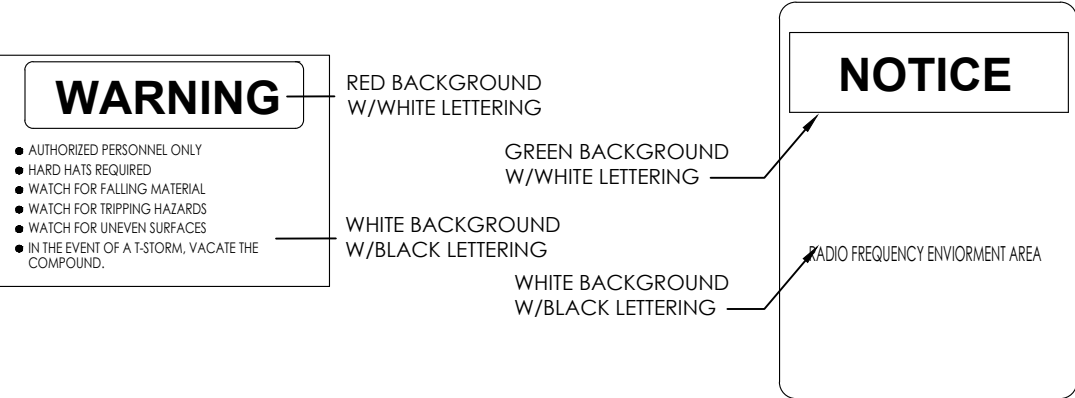 WARNING
● AUTHORIZED PERSONNEL ONLY
● HARD HATS REQUIRED
● WATCH FOR FALLING MATERIAL
● WATCH FOR TRIPPING HAZARDS
● WATCH FOR UNEVEN SURFACES
● IN THE EVENT OF A T-STORM, VACATE THE
COMPOUND.
RED BACKGROUND
W/WHITE LETTERING
WHITE BACKGROUND
W/BLACK LETTERING
NOTICE
GREEN BACKGROUND
W/WHITE LETTERING
RADIO FREQUENCY ENVIORMENT AREA
WHITE BACKGROUND
W/BLACK LETTERING